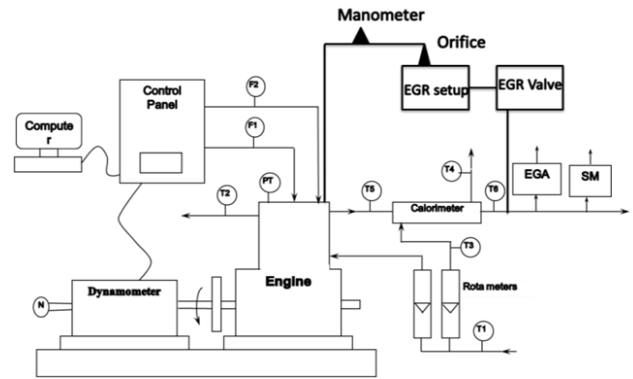 Manometer
Orifice
EGR setup
EGR Valve
Control
Panel
F2
F1
Compute
r
T2
PT
T5
T4
T6
EGA
SM
Calorimeter
T3
Engine
Dynamometer
N
Rota meters
T1